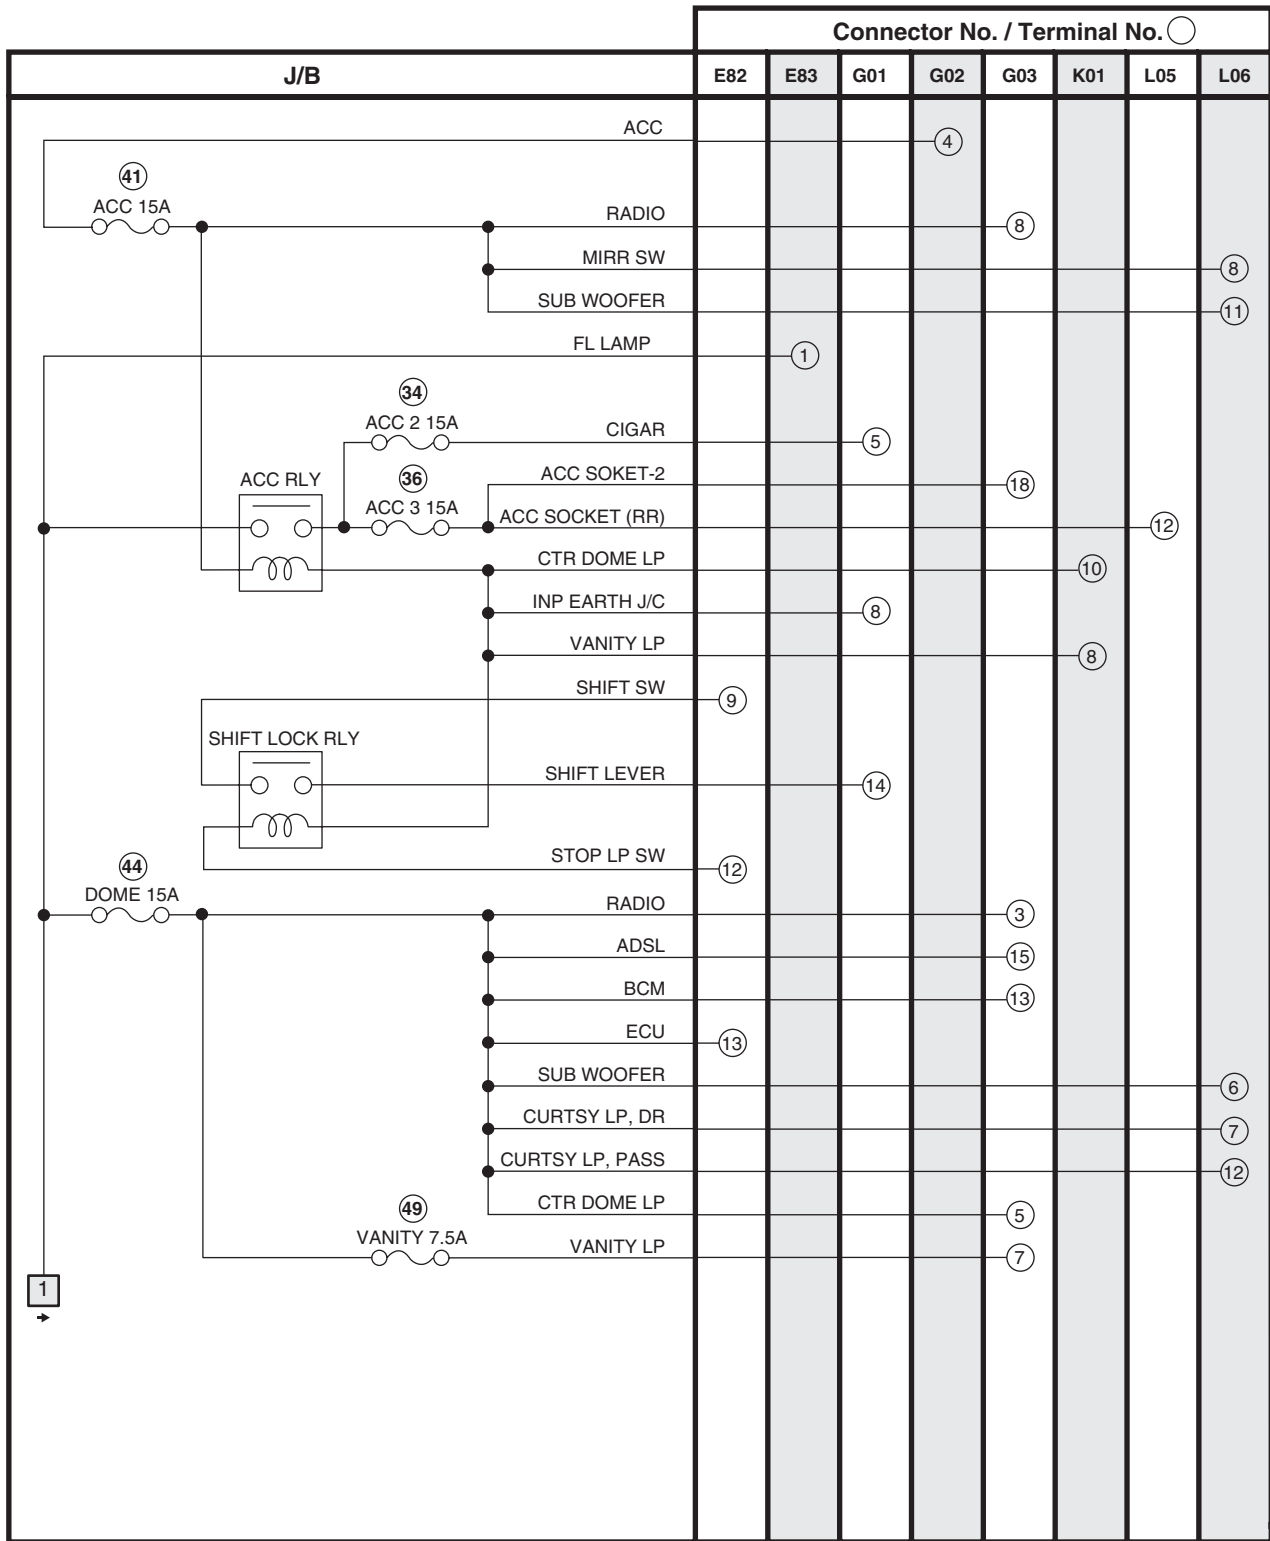 Connector No. / Terminal No.
J/B E82 E83 G01 G02 G03 K01 L05 L06
ACC 4
41
ACC 15A
RADIO 8
MIRR SW 8
SUB WOOFER 11
FL LAMP 1
34
ACC 2 15A
CIGAR 5
ACC RLY
36
ACC SOKET-2 18
ACC 3 15A
ACC SOCKET (RR) 12
CTR DOME LP 10
INP EARTH J/C 8
VANITY LP 8
SHIFT SW 9
SHIFT LOCK RLY
SHIFT LEVER 14
STOP LP SW 12
44
DOME 15A
RADIO 3
ADSL 15
BCM 13
ECU 13
SUB WOOFER 6
CURTSY LP, DR 7
CURTSY LP, PASS 12
CTR DOME LP 5
49
VANITY 7.5A
VANITY LP 7
1